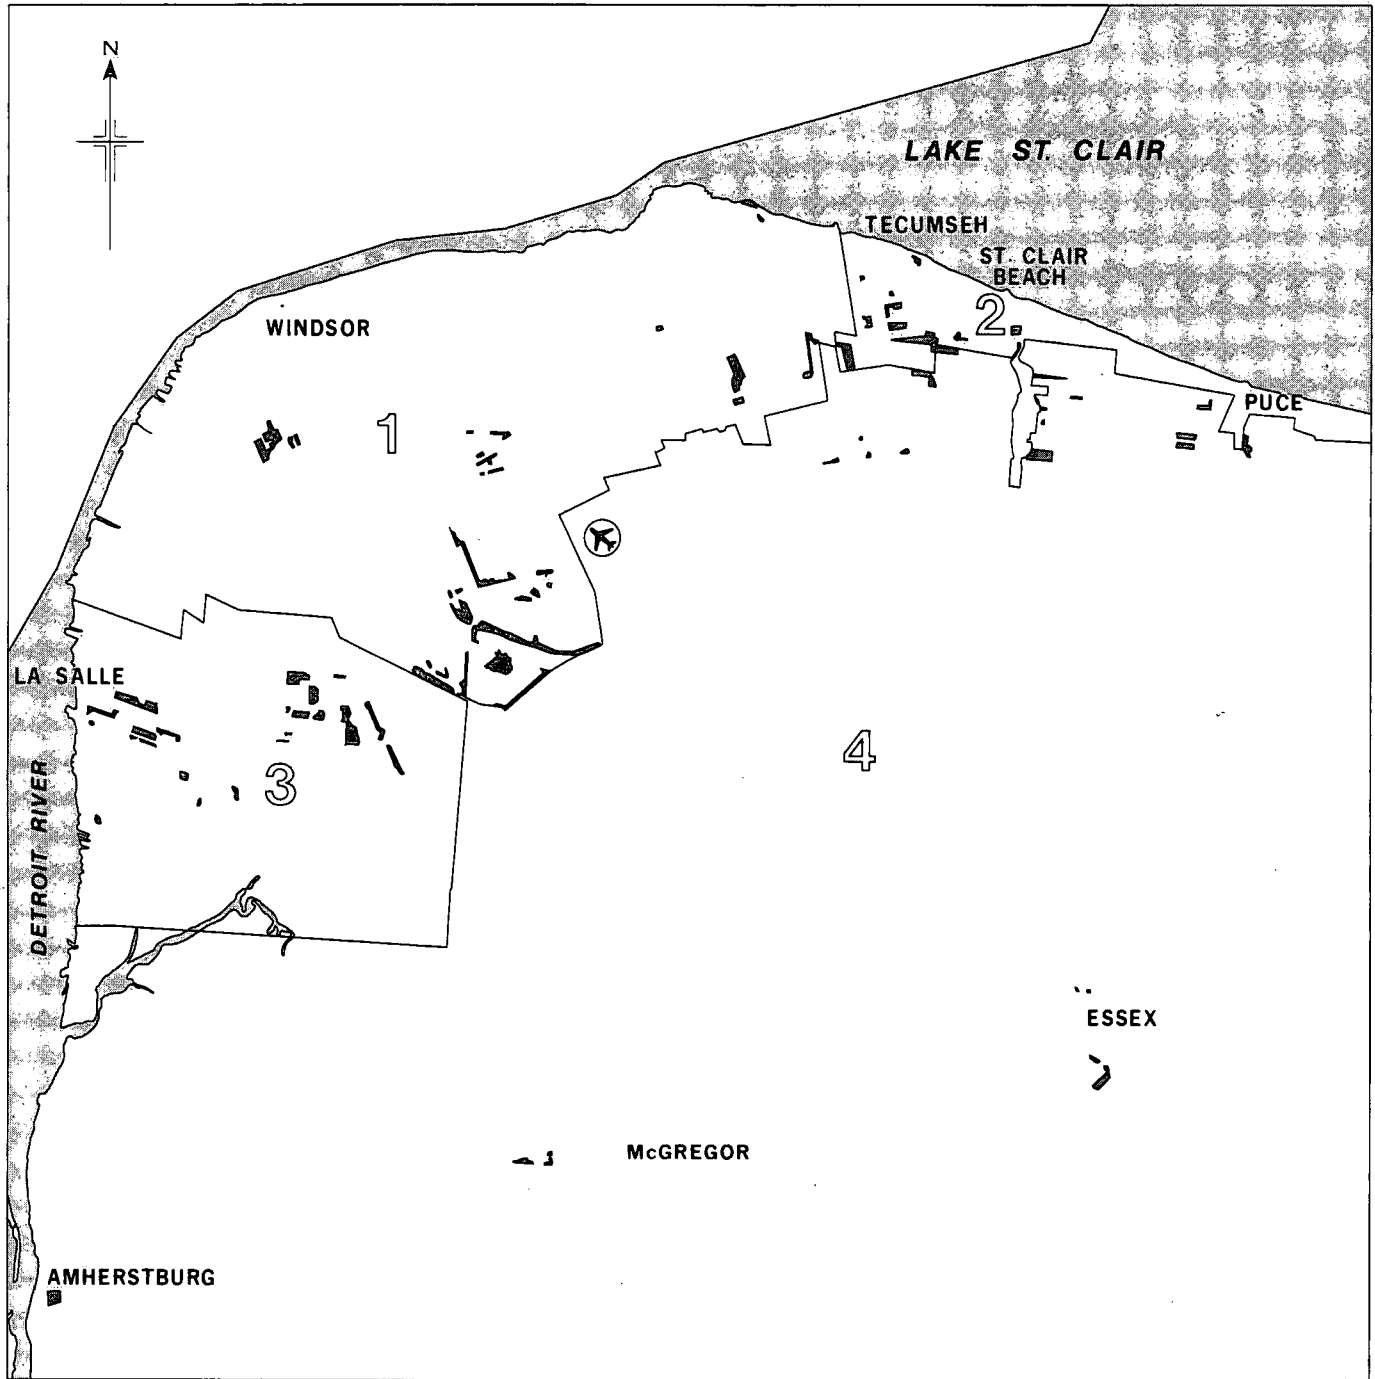 N
LAKE ST. CLAIR
TECUMSEH
ST. CLAIR
BEACH
2
WINDSOR
PUCE
1
LA SALLE
4
3
DETROIT RIVER
ESSEX
McGREGOR
AMHERSTBURG